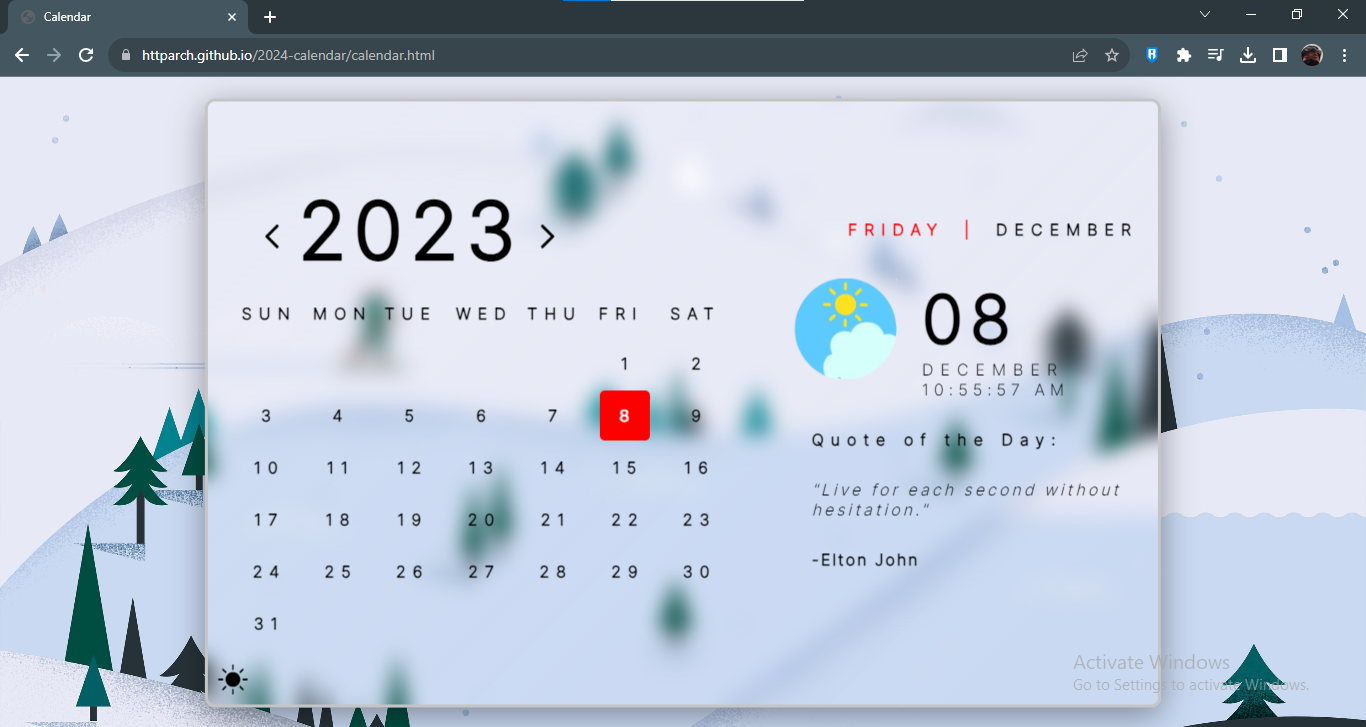 Calendar
httparch.github.io/2024-calendar/calendar.html
2023
FRIDAY | DECEMBER
SUN MON TUE WED THU FRI SAT
1 2
3 4 5 6 7 8 9
10 11 12 13 14 15 16
17 18 19 20 21 22 23
24 25 26 27 28 29 30
31
08
DECEMBER
10:55:57 AM
Quote of the Day:
"Live for each second without
hesitation."
-Elton John
Activate Windows
Go to Settings to activate Windows.